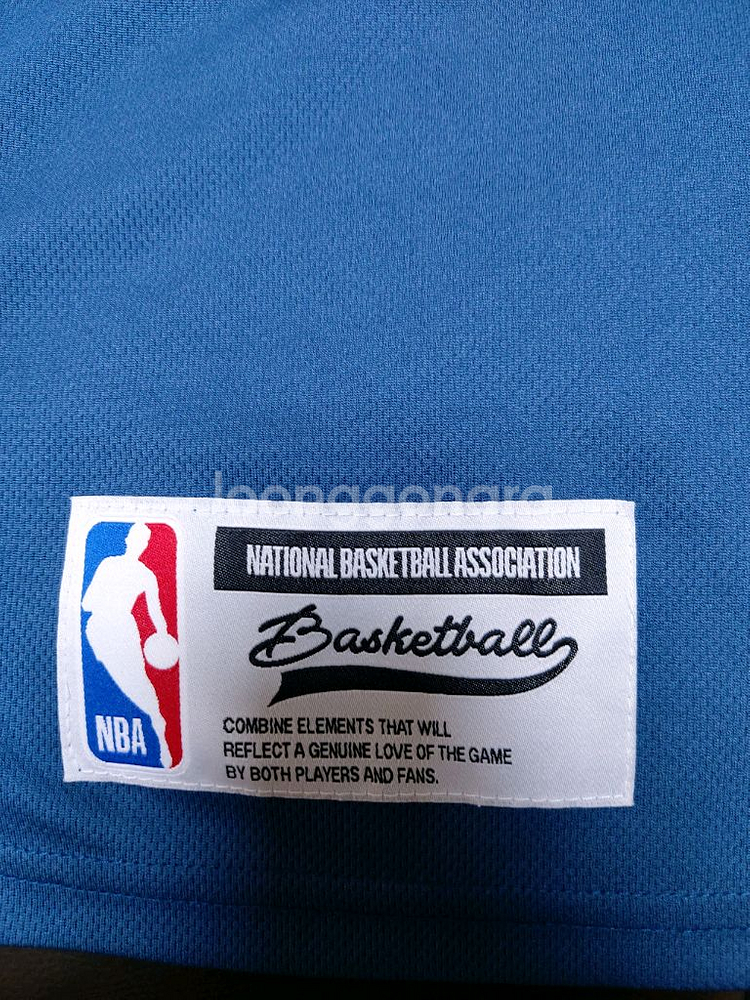 joonggonara
NBA
NATIONAL BASKETBALL ASSOCIATION
Basketball
COMBINE ELEMENTS THAT WILL
REFLECT A GENUINE LOVE OF THE GAME
BY BOTH PLAYERS AND FANS.